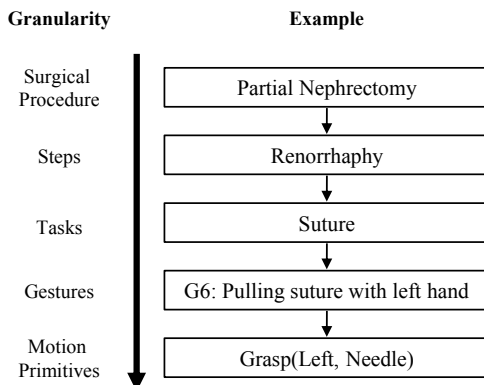 Granularity Example
Surgical
Procedure
Partial Nephrectomy
Steps
Renorrhaphy
Tasks
Suture
Gestures
G6: Pulling suture with left hand
Motion
Primitives
Grasp(Left, Needle)